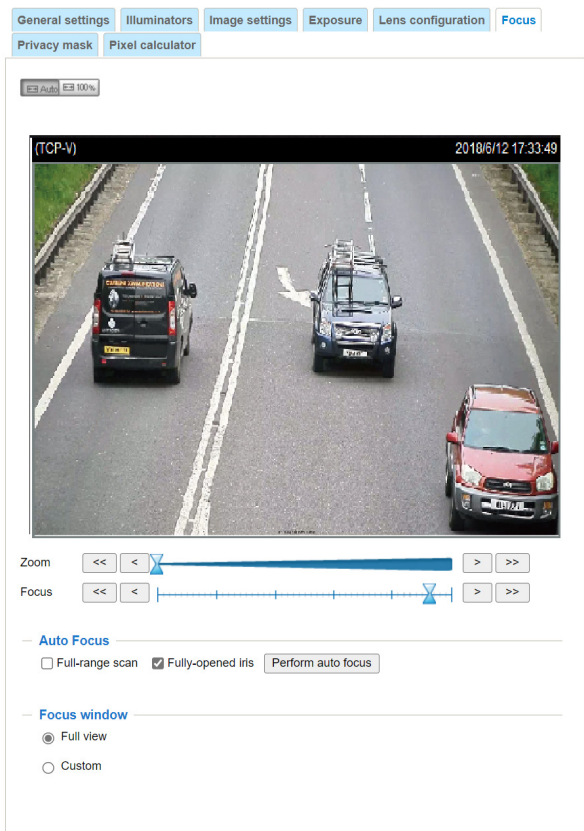 General settings Illuminators Image settings Exposure Lens configuration Focus
Privacy mask Pixel calculator
Auto 100%
(TCP-V) 2018/6/12 17:33:49
Zoom << < > >>
Focus << < > >>
Auto Focus
Full-range scan Fully-opened iris Perform auto focus
Focus window
Full view
Custom